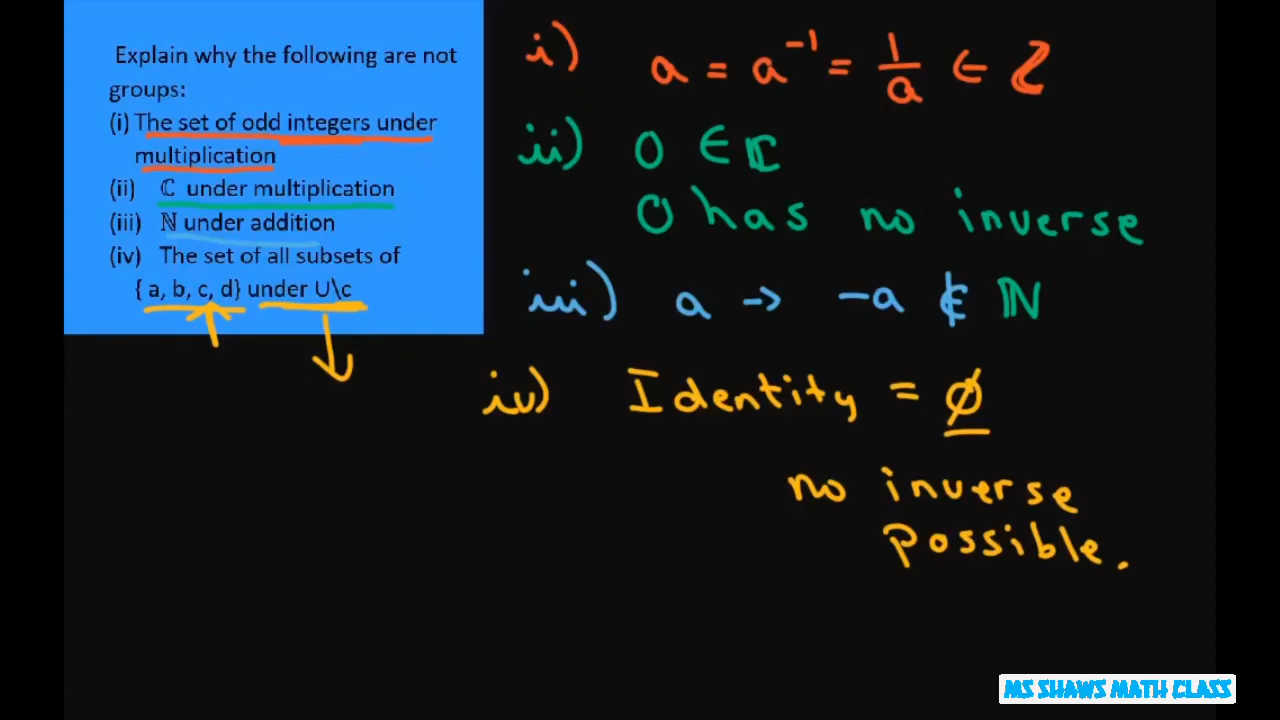 Explain why the following are not
groups:
(i) The set of odd integers under
multiplication
(ii) ℂ under multiplication
(iii) ℕ under addition
(iv) The set of all subsets of
{ a, b, c, d} under ∪\c
i) a = a⁻¹ = 1/a ∈ ℤ
ii) 0 ∈ ℂ
0 has no inverse
iii) a → -a ∉ ℕ
iv) Identity = ∅
no inverse
possible.
MS SHAWS MATH CLASS